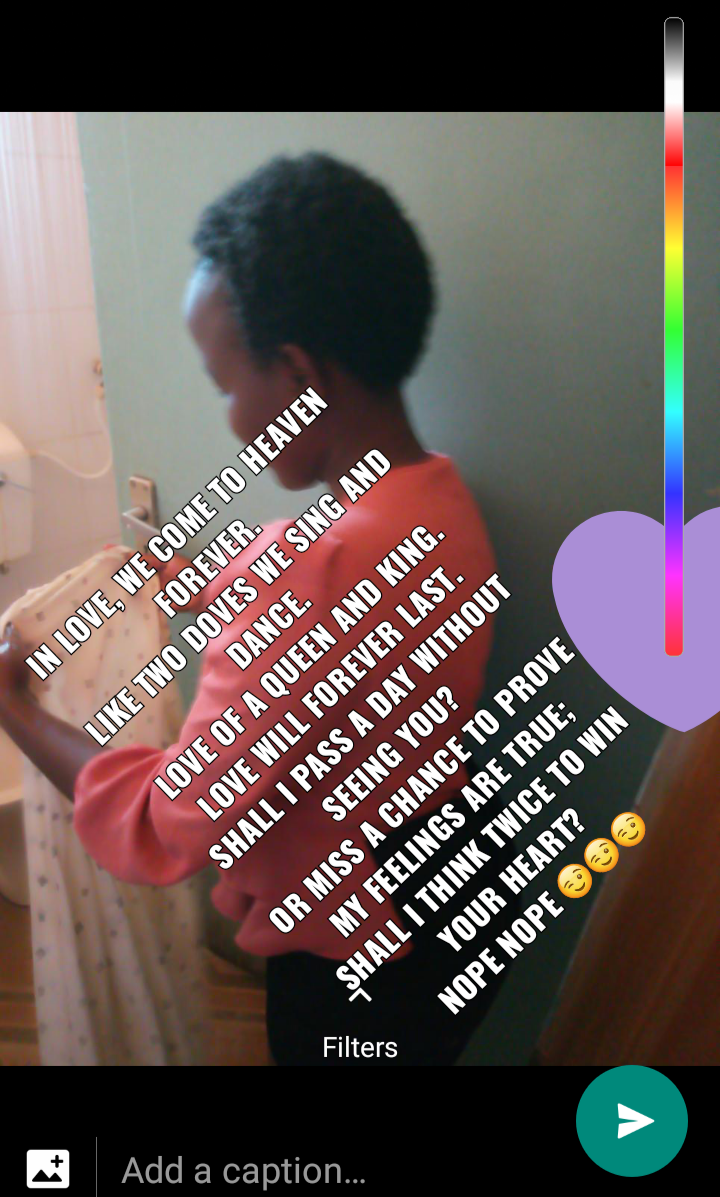 IN LOVE, WE COME TO HEAVEN
FOREVER.
LIKE TWO DOVES WE SING AND
DANCE.
LOVE OF A QUEEN AND KING.
LOVE WILL FOREVER LAST.
SHALL I PASS A DAY WITHOUT
SEEING YOU?
OR MISS A CHANCE TO PROVE
MY FEELINGS ARE TRUE;
SHALL I THINK TWICE TO WIN
YOUR HEART?
NOPE NOPE😉😉😉
Filters
Add a caption...